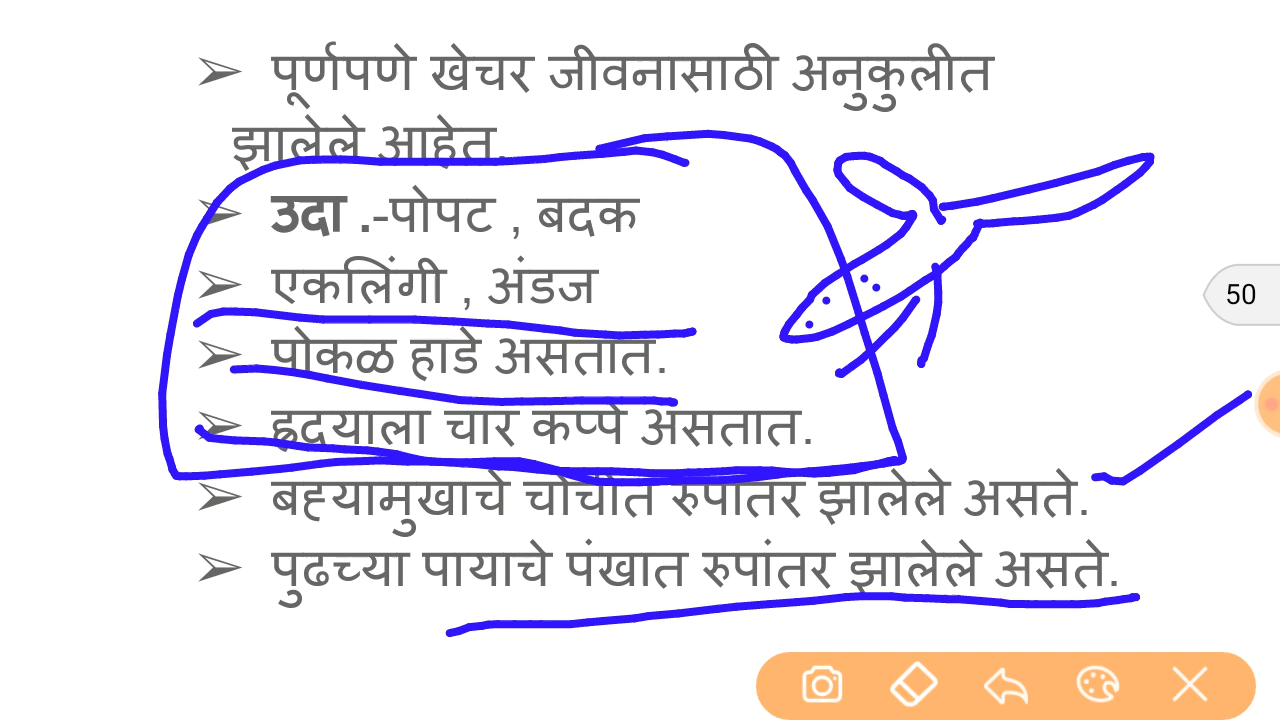 ➢ पूर्णपणे खेचर जीवनासाठी अनुकुलीत
झालेले आहेत.
➢ उदा .-पोपट , बदक
➢ एकलिंगी , अंडज
➢ पोकळ हाडे असतात.
➢ ह्रदयाला चार कप्पे असतात.
➢ बह्यामुखाचे चोचीत रुपांतर झालेले असते.
➢ पुढच्या पायाचे पंखात रुपांतर झालेले असते.
50